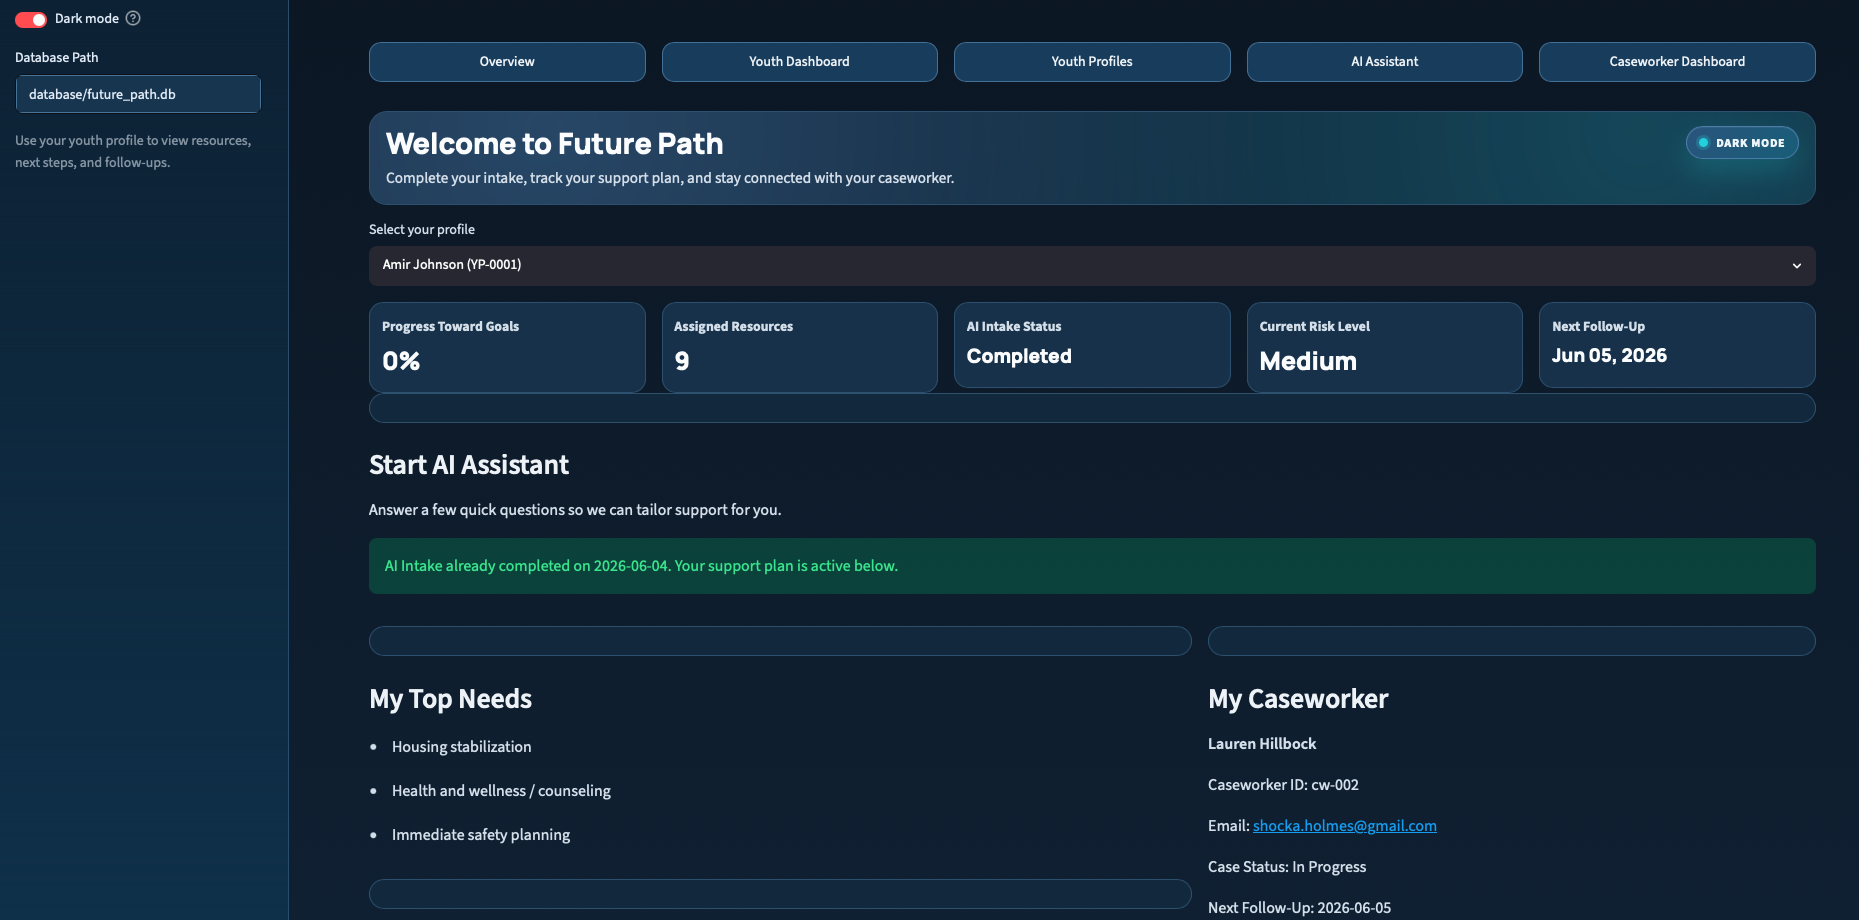 Dark mode
Database Path
database/future_path.db
Use your youth profile to view resources,
next steps, and follow-ups.
Overview
Youth Dashboard
Youth Profiles
AI Assistant
Caseworker Dashboard
Welcome to Future Path
DARK MODE
Complete your intake, track your support plan, and stay connected with your caseworker.
Select your profile
Amir Johnson (YP-0001)
Progress Toward Goals
0%
Assigned Resources
9
AI Intake Status
Completed
Current Risk Level
Medium
Next Follow-Up
Jun 05, 2026
Start AI Assistant
Answer a few quick questions so we can tailor support for you.
AI Intake already completed on 2026-06-04. Your support plan is active below.
My Top Needs
Housing stabilization
Health and wellness / counseling
Immediate safety planning
My Caseworker
Lauren Hillbock
Caseworker ID: cw-002
Email: shocka.holmes@gmail.com
Case Status: In Progress
Next Follow-Up: 2026-06-05